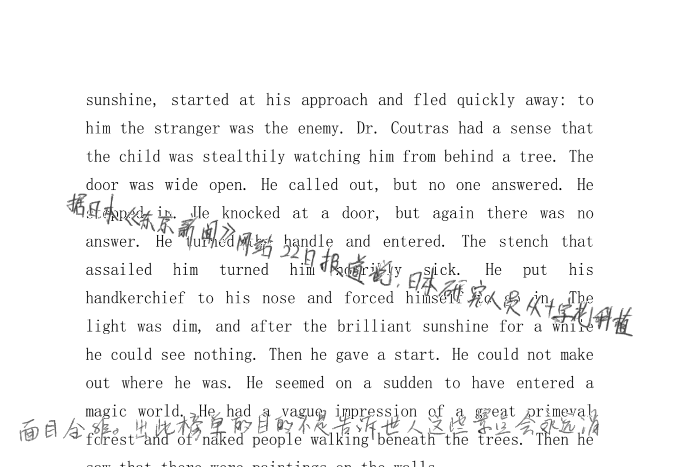 sunshine, started at his approach and fled quickly away: to
him the stranger was the enemy. Dr. Coutras had a sense that
the child was stealthily watching him from behind a tree. The
door was wide open. He called out, but no one answered. He
stepped in. He knocked at a door, but again there was no
answer. He turned the handle and entered. The stench that
assailed him turned him horribly sick. He put his
handkerchief to his nose and forced himself to go in. The
light was dim, and after the brilliant sunshine for a while
he could see nothing. Then he gave a start. He could not make
out where he was. He seemed on a sudden to have entered a
magic world. He had a vague impression of a great primeval
forest and of naked people walking beneath the trees. Then he
saw that there were paintings on the walls.
据日本《东京新闻》网站22日报道说,日本研究人员从十字花科植
面目全非。出此榜单的目的不是告诉世人这些景点会永远消